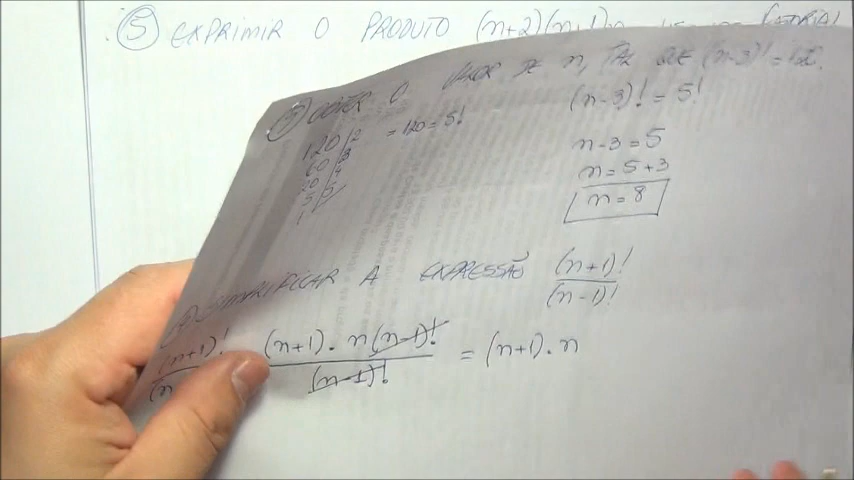 5 EXPRIMIR O PRODUTO (n+2)(n+1)n
OBTER O VALOR DE n, TAL QUE (n-3)! = 120.
120 | 2 = 120 = 5!
60
(n-3)! = 5!
n-3 = 5
n = 5+3
n = 8
SIMPLIFICAR A EXPRESSÃO (n+1)! / (n-1)!
(n+1)! (n+1) . n(n-1)! / (n-1)! = (n+1) . n